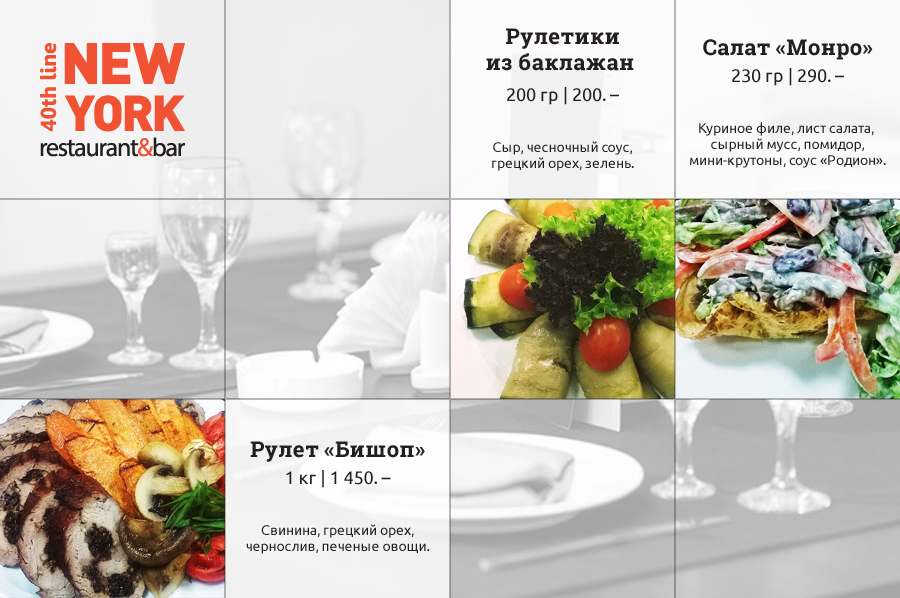 40th line
NEW
YORK
restaurant&bar
Рулетики
из баклажан
200 гр | 200. –
Сыр, чесночный соус,
грецкий орех, зелень.
Салат «Монро»
230 гр | 290. –
Куриное филе, лист салата,
сырный мусс, помидор,
мини-крутоны, соус «Родион».
Рулет «Бишоп»
1 кг | 1 450. –
Свинина, грецкий орех,
чернослив, печеные овощи.